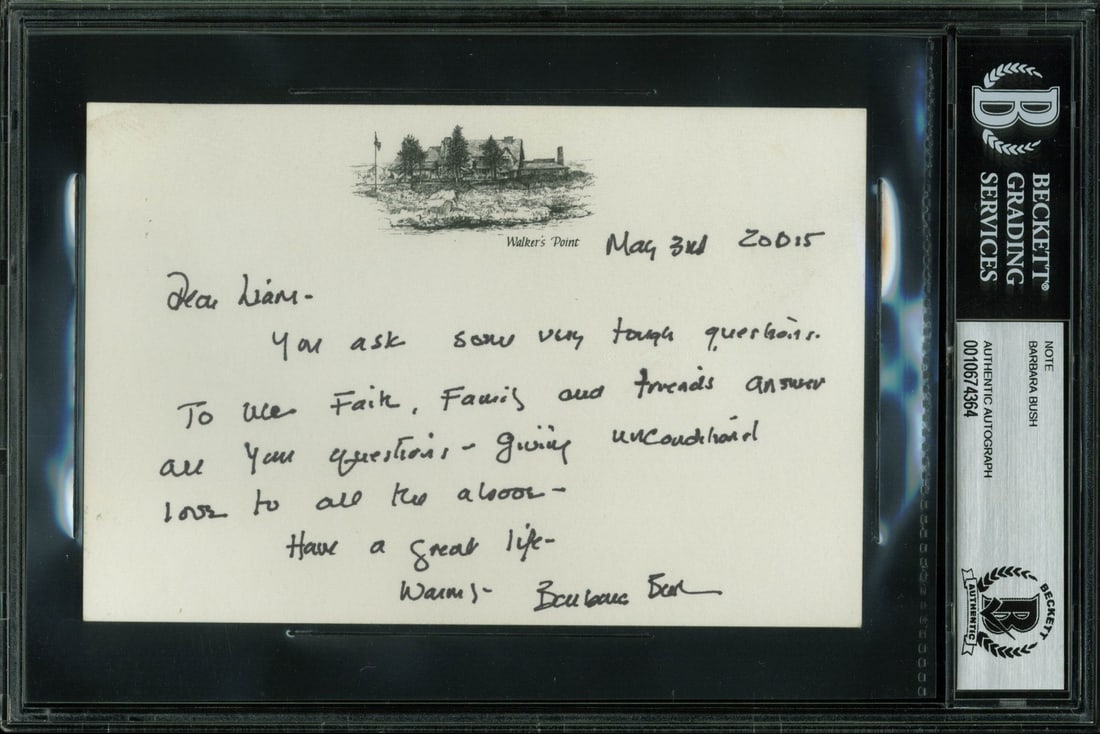 Walker's Point
May 3rd 20015
Dear Liam-
You ask some very tough questions.
To me Faith, Family and friends answer
all your questions - giving unconditional
love to all the above -
Have a great life-
Warmly- Barbara Bush
B
BECKETT®
GRADING
SERVICES
NOTE
BARBARA BUSH
AUTHENTIC AUTOGRAPH
0010674364
BECKETT
B
AUTHENTIC